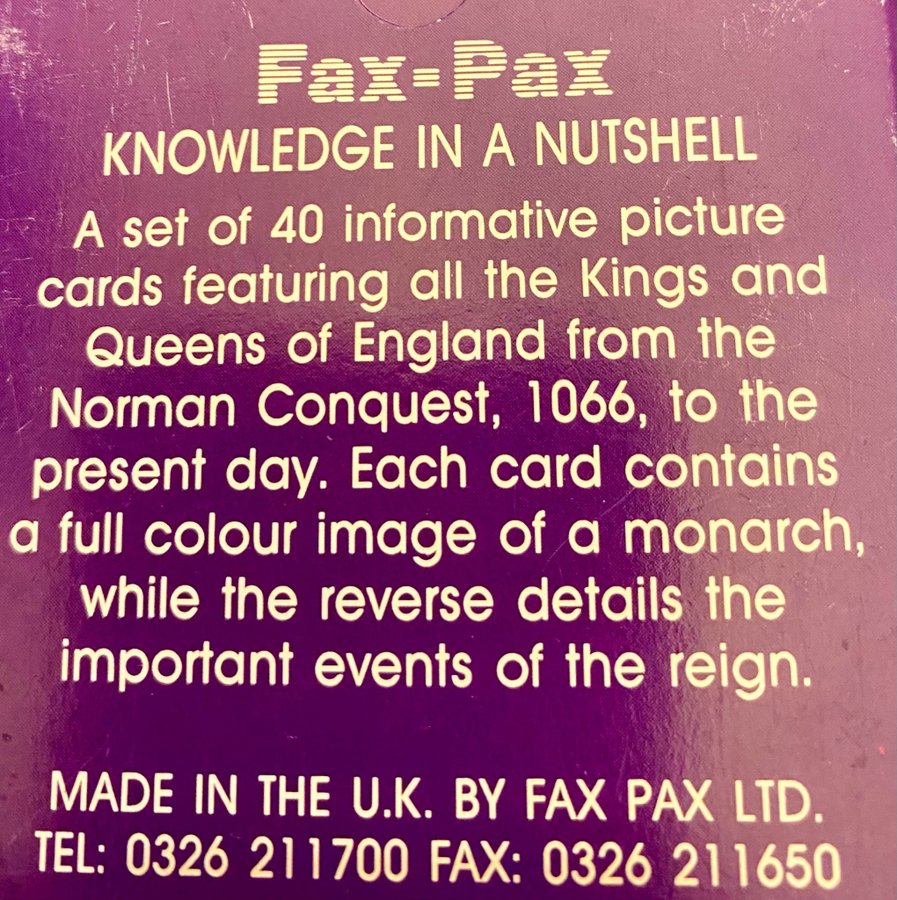 Fax-Pax
KNOWLEDGE IN A NUTSHELL
A set of 40 informative picture
cards featuring all the Kings and
Queens of England from the
Norman Conquest, 1066, to the
present day. Each card contains
a full colour image of a monarch,
while the reverse details the
important events of the reign.
MADE IN THE U.K. BY FAX PAX LTD.
TEL: 0326 211700 FAX: 0326 211650